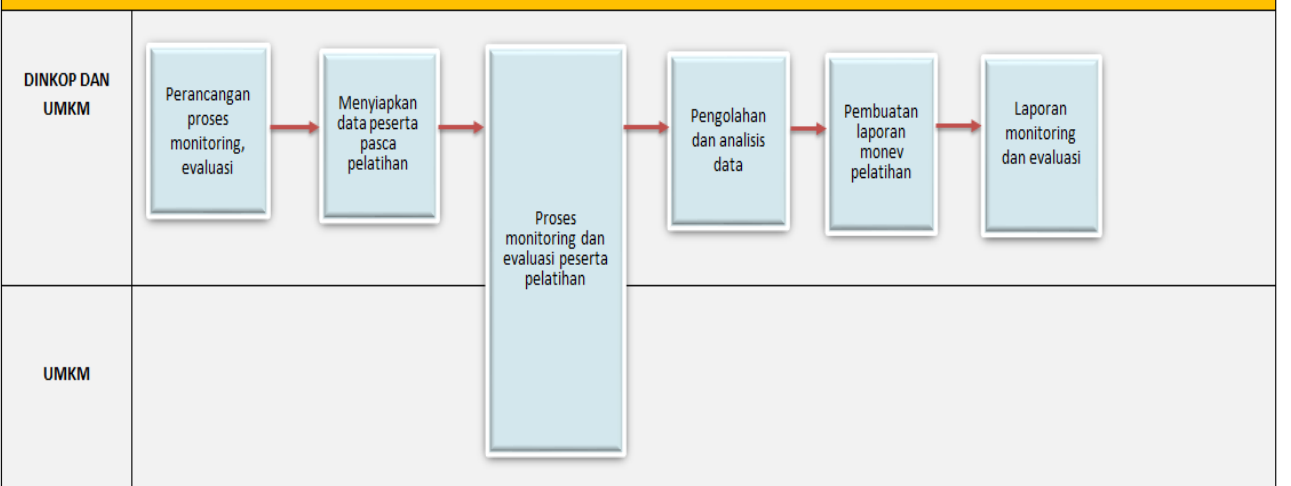 DINKOP DAN
UMKM
Perancangan
proses
monitoring,
evaluasi
Menyiapkan
data peserta
pasca
pelatihan
Proses
monitoring dan
evaluasi peserta
pelatihan
Pengolahan
dan analisis
data
Pembuatan
laporan
monev
pelatihan
Laporan
monitoring
dan evaluasi
UMKM